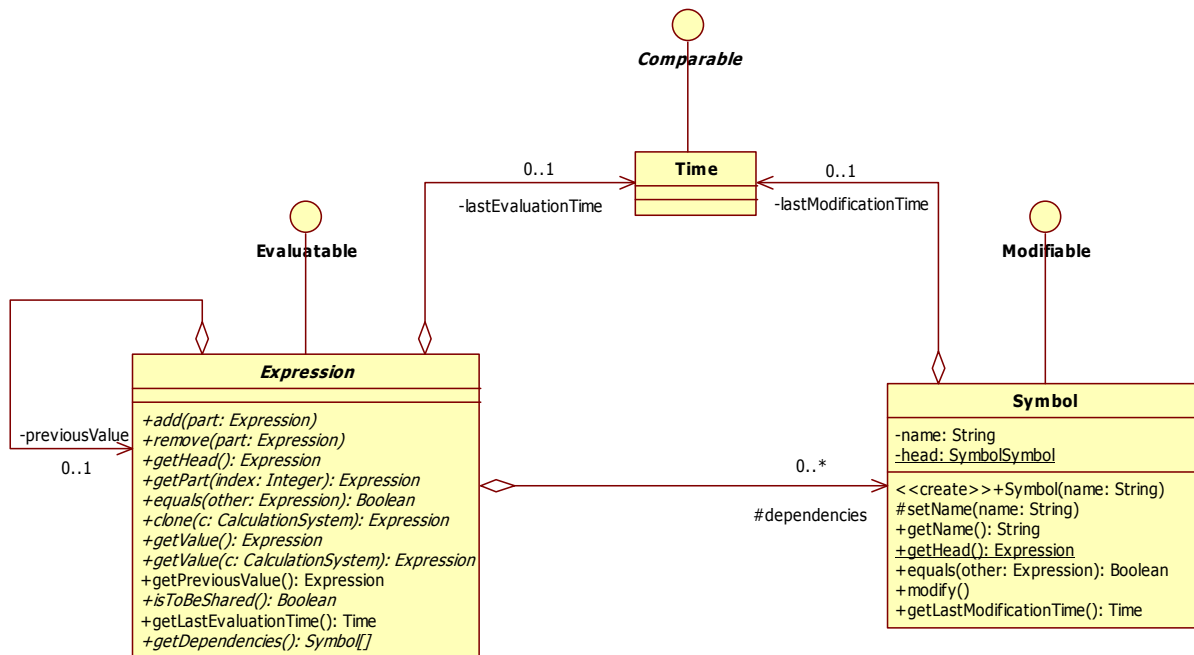 Comparable
Time
0..1
-lastEvaluationTime
0..1
-lastModificationTime
Evaluatable
Modifiable
-previousValue
0..1
Expression
+add(part: Expression)
+remove(part: Expression)
+getHead(): Expression
+getPart(index: Integer): Expression
+equals(other: Expression): Boolean
+clone(c: CalculationSystem): Expression
+getValue(): Expression
+getValue(c: CalculationSystem): Expression
+getPreviousValue(): Expression
+isToBeShared(): Boolean
+getLastEvaluationTime(): Time
+getDependencies(): Symbol[]
0..*
#dependencies
Symbol
-name: String
-head: SymbolSymbol
<<create>>+Symbol(name: String)
#setName(name: String)
+getName(): String
+getHead(): Expression
+equals(other: Expression): Boolean
+modify()
+getLastModificationTime(): Time